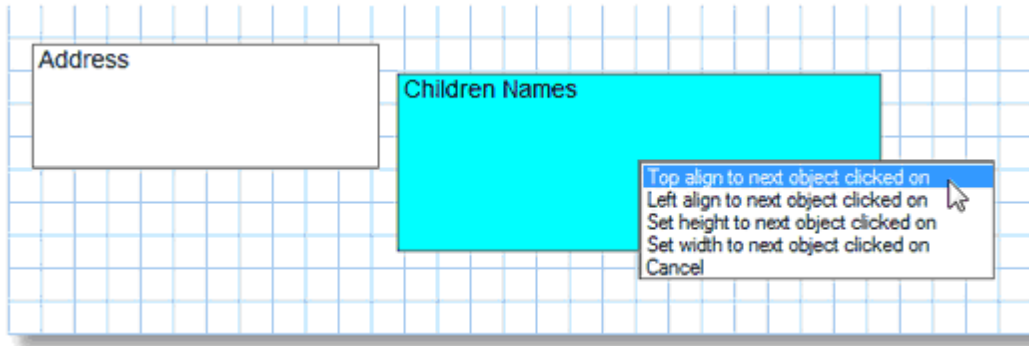 Address
Children Names
Top align to next object clicked on
Left align to next object clicked on
Set height to next object clicked on
Set width to next object clicked on
Cancel